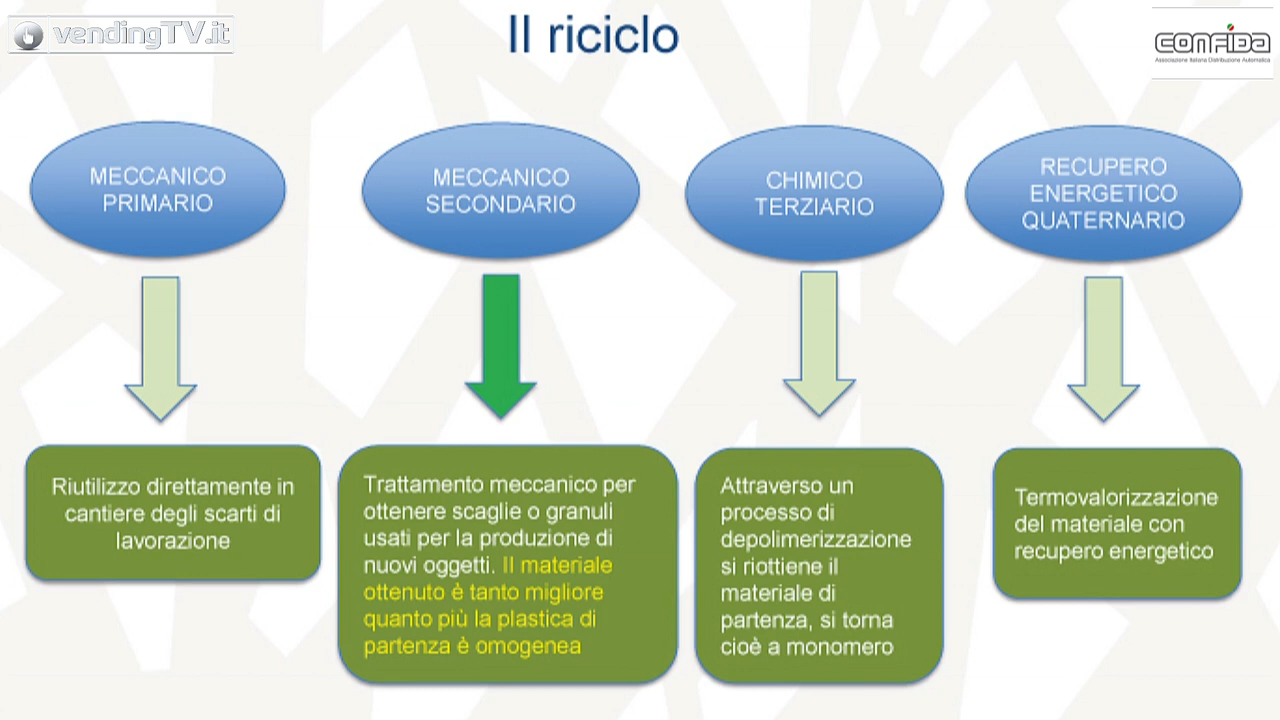 vendingTV.it
Il riciclo
CONFIDA
Associazione Italiana Distribuzione Automatica
MECCANICO
PRIMARIO
MECCANICO
SECONDARIO
CHIMICO
TERZIARIO
RECUPERO
ENERGETICO
QUATERNARIO
Riutilizzo direttamente in
cantiere degli scarti di
lavorazione
Trattamento meccanico per
ottenere scaglie o granuli
usati per la produzione di
nuovi oggetti. Il materiale
ottenuto è tanto migliore
quanto più la plastica di
partenza è omogenea
Attraverso un
processo di
depolimerizzazione
si riottiene il
materiale di
partenza, si torna
cioè a monomero
Termovalorizzazione
del materiale con
recupero energetico